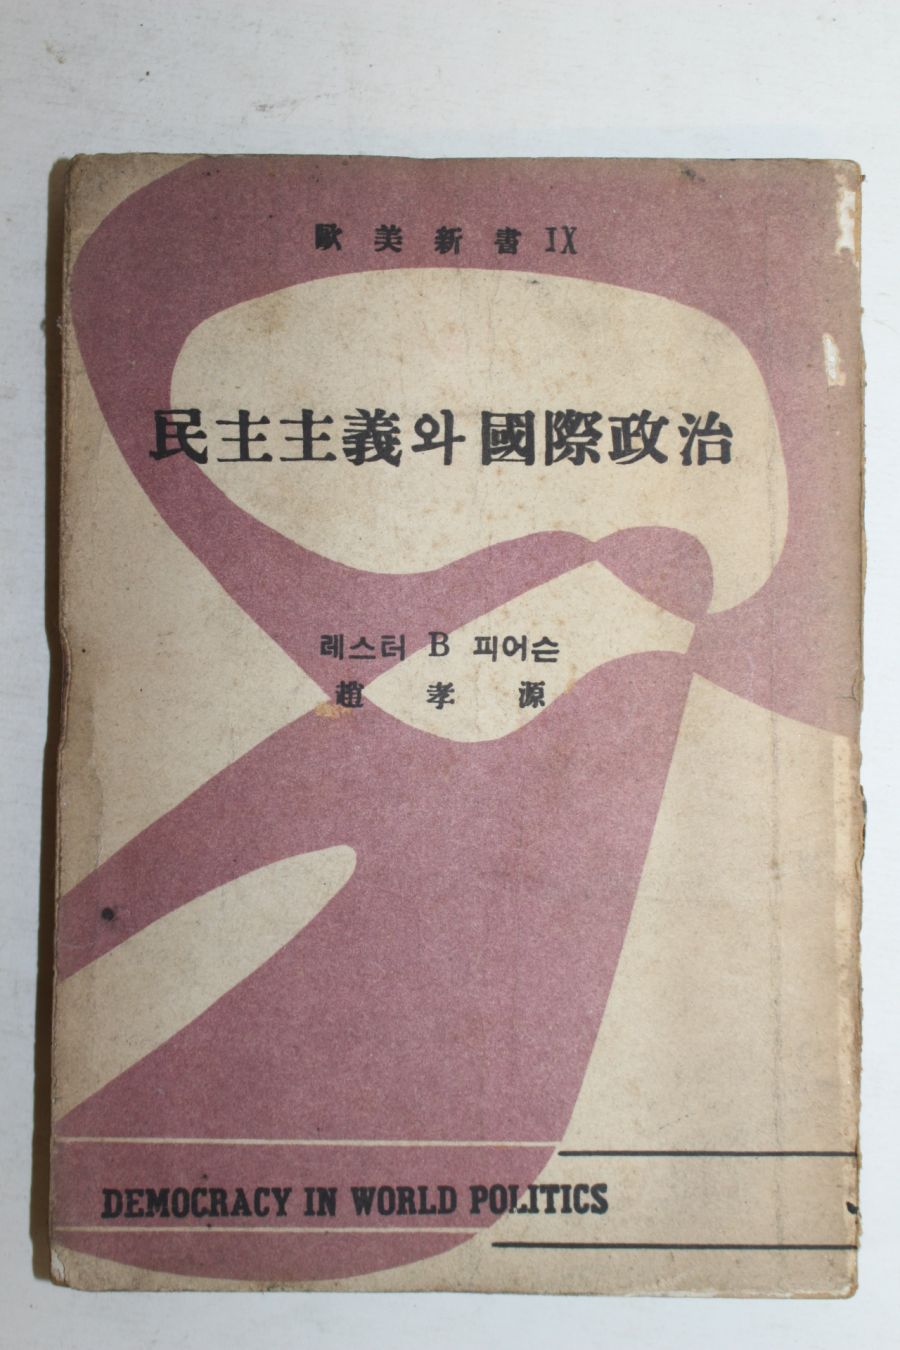 歐美新書 IX
民主主義와 國際政治
레스터 B 피어슨
趙孝源
DEMOCRACY IN WORLD POLITICS